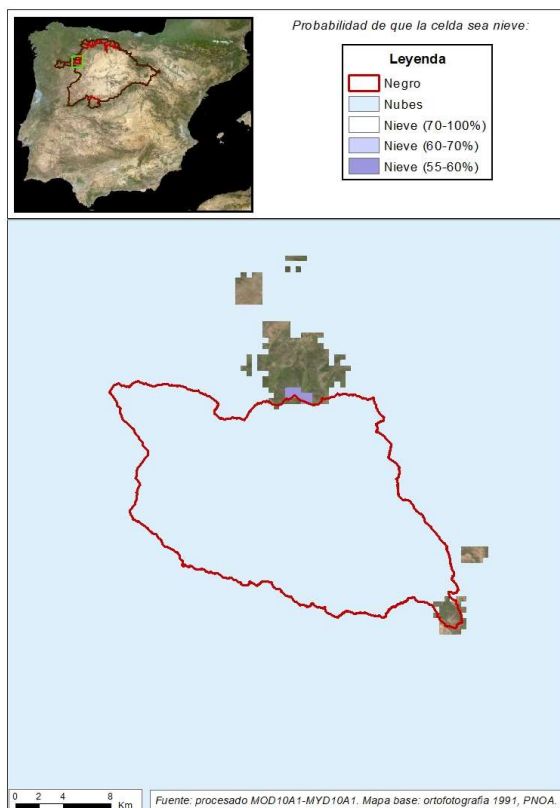 Probabilidad de que la celda sea nieve:
Leyenda
Negro
Nubes
Nieve (70-100%)
Nieve (60-70%)
Nieve (55-60%)
0 2 4 8
Km
Fuente: procesado MOD10A1-MYD10A1. Mapa base: ortofotografia 1991, PNOA